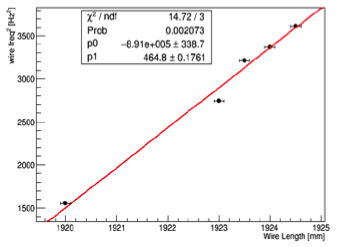 χ² / ndf 14.72 / 3
Prob 0.002073
p0 −8.91e+005 ± 338.7
p1 464.8 ± 0.1761
wire freq² [Hz²]
3500
3000
2500
2000
1500
1920 1921 1922 1923 1924 1925
Wire Length [mm]